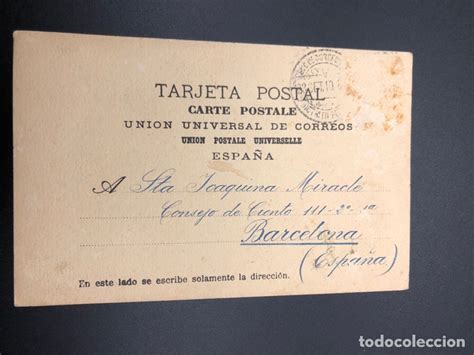 TARJETA POSTAL
CARTE POSTALE
UNION UNIVERSAL DE CORREOS
UNION POSTALE UNIVERSELLE
ESPAÑA
A Sta Joaquina Miracle
Consejo de Ciento 111-2º-1ª
Barcelona
(España)
En este lado se escribe solamente la dirección.
todocoleccion